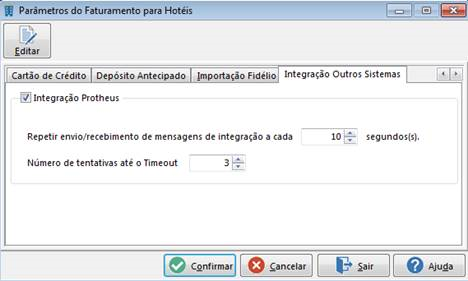 Parâmetros do Faturamento para Hotéis
Editar
Cartão de Crédito Depósito Antecipado Importação Fidélio Integração Outros Sistemas
Integração Protheus
Repetir envio/recebimento de mensagens de integração a cada 10 segundos(s).
Número de tentativas até o Timeout 3
Confirmar Cancelar Sair Ajuda